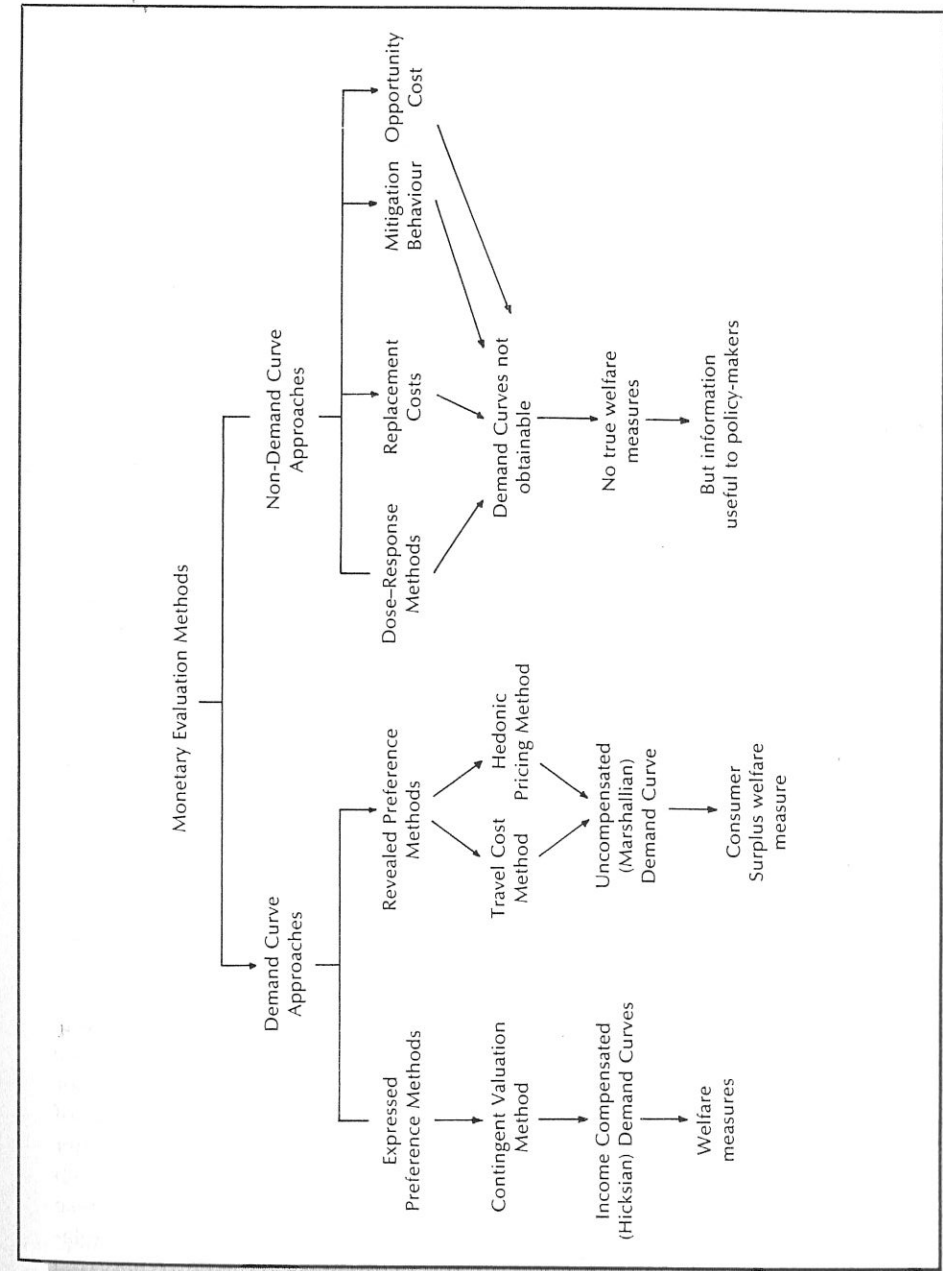 Monetary Evaluation Methods
Demand Curve
Approaches
Non-Demand Curve
Approaches
Expressed
Preference Methods
Revealed Preference
Methods
Dose–Response
Methods
Replacement
Costs
Mitigation
Behaviour
Opportunity
Cost
Contingent Valuation
Method
Travel Cost
Method
Hedonic
Pricing Method
Income Compensated
(Hicksian) Demand Curves
Uncompensated
(Marshallian)
Demand Curve
Demand Curves not
obtainable
Welfare
measures
Consumer
Surplus welfare
measure
No true welfare
measures
But information
useful to policy-makers